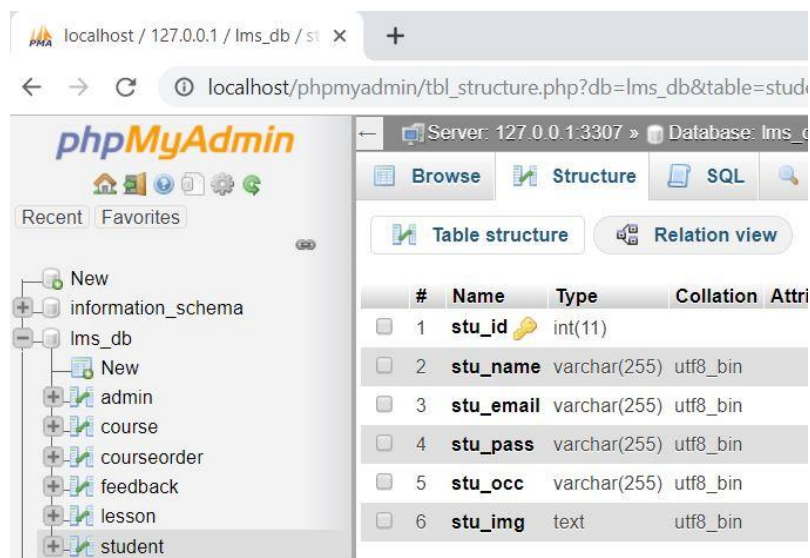 localhost / 127.0.0.1 / lms_db / st
localhost/phpmyadmin/tbl_structure.php?db=lms_db&table=stude
phpMyAdmin
Recent Favorites
New
information_schema
lms_db
New
admin
course
courseorder
feedback
lesson
student
Server: 127.0.0.1:3307 » Database: lms_d
Browse Structure SQL
Table structure Relation view
# Name Type Collation Attri
1 stu_id int(11)
2 stu_name varchar(255) utf8_bin
3 stu_email varchar(255) utf8_bin
4 stu_pass varchar(255) utf8_bin
5 stu_occ varchar(255) utf8_bin
6 stu_img text utf8_bin